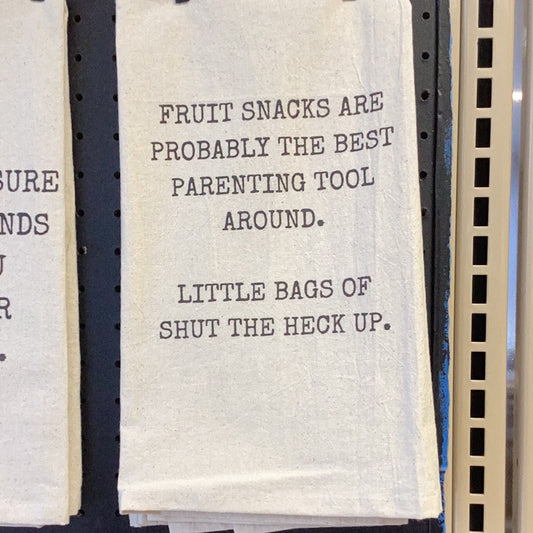 SURE
NDS
R
.
FRUIT SNACKS ARE
PROBABLY THE BEST
PARENTING TOOL
AROUND.
LITTLE BAGS OF
SHUT THE HECK UP.